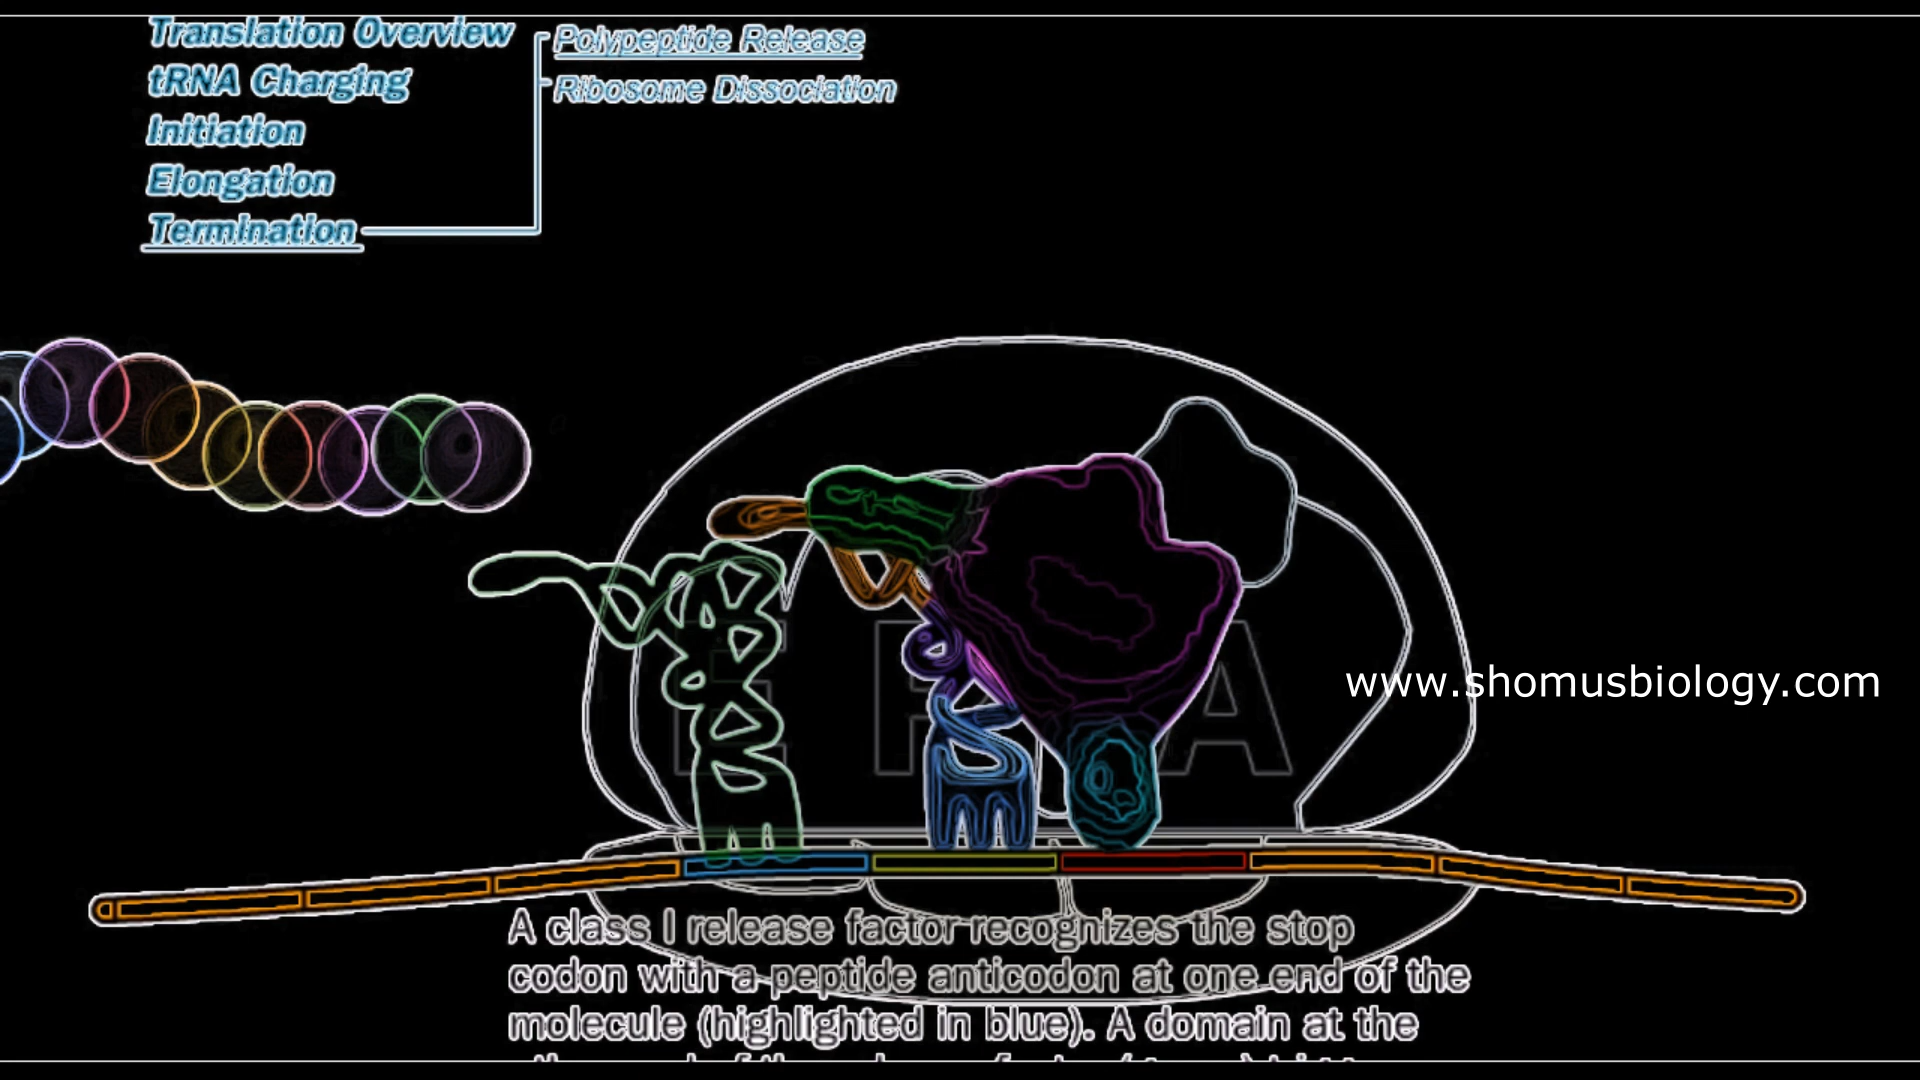 Translation Overview
tRNA Charging
Initiation
Elongation
Termination
Polypeptide Release
Ribosome Dissociation
E P A
www.shomusbiology.com
A class I release factor recognizes the stop
codon with a peptide anticodon at one end of the
molecule (highlighted in blue). A domain at the